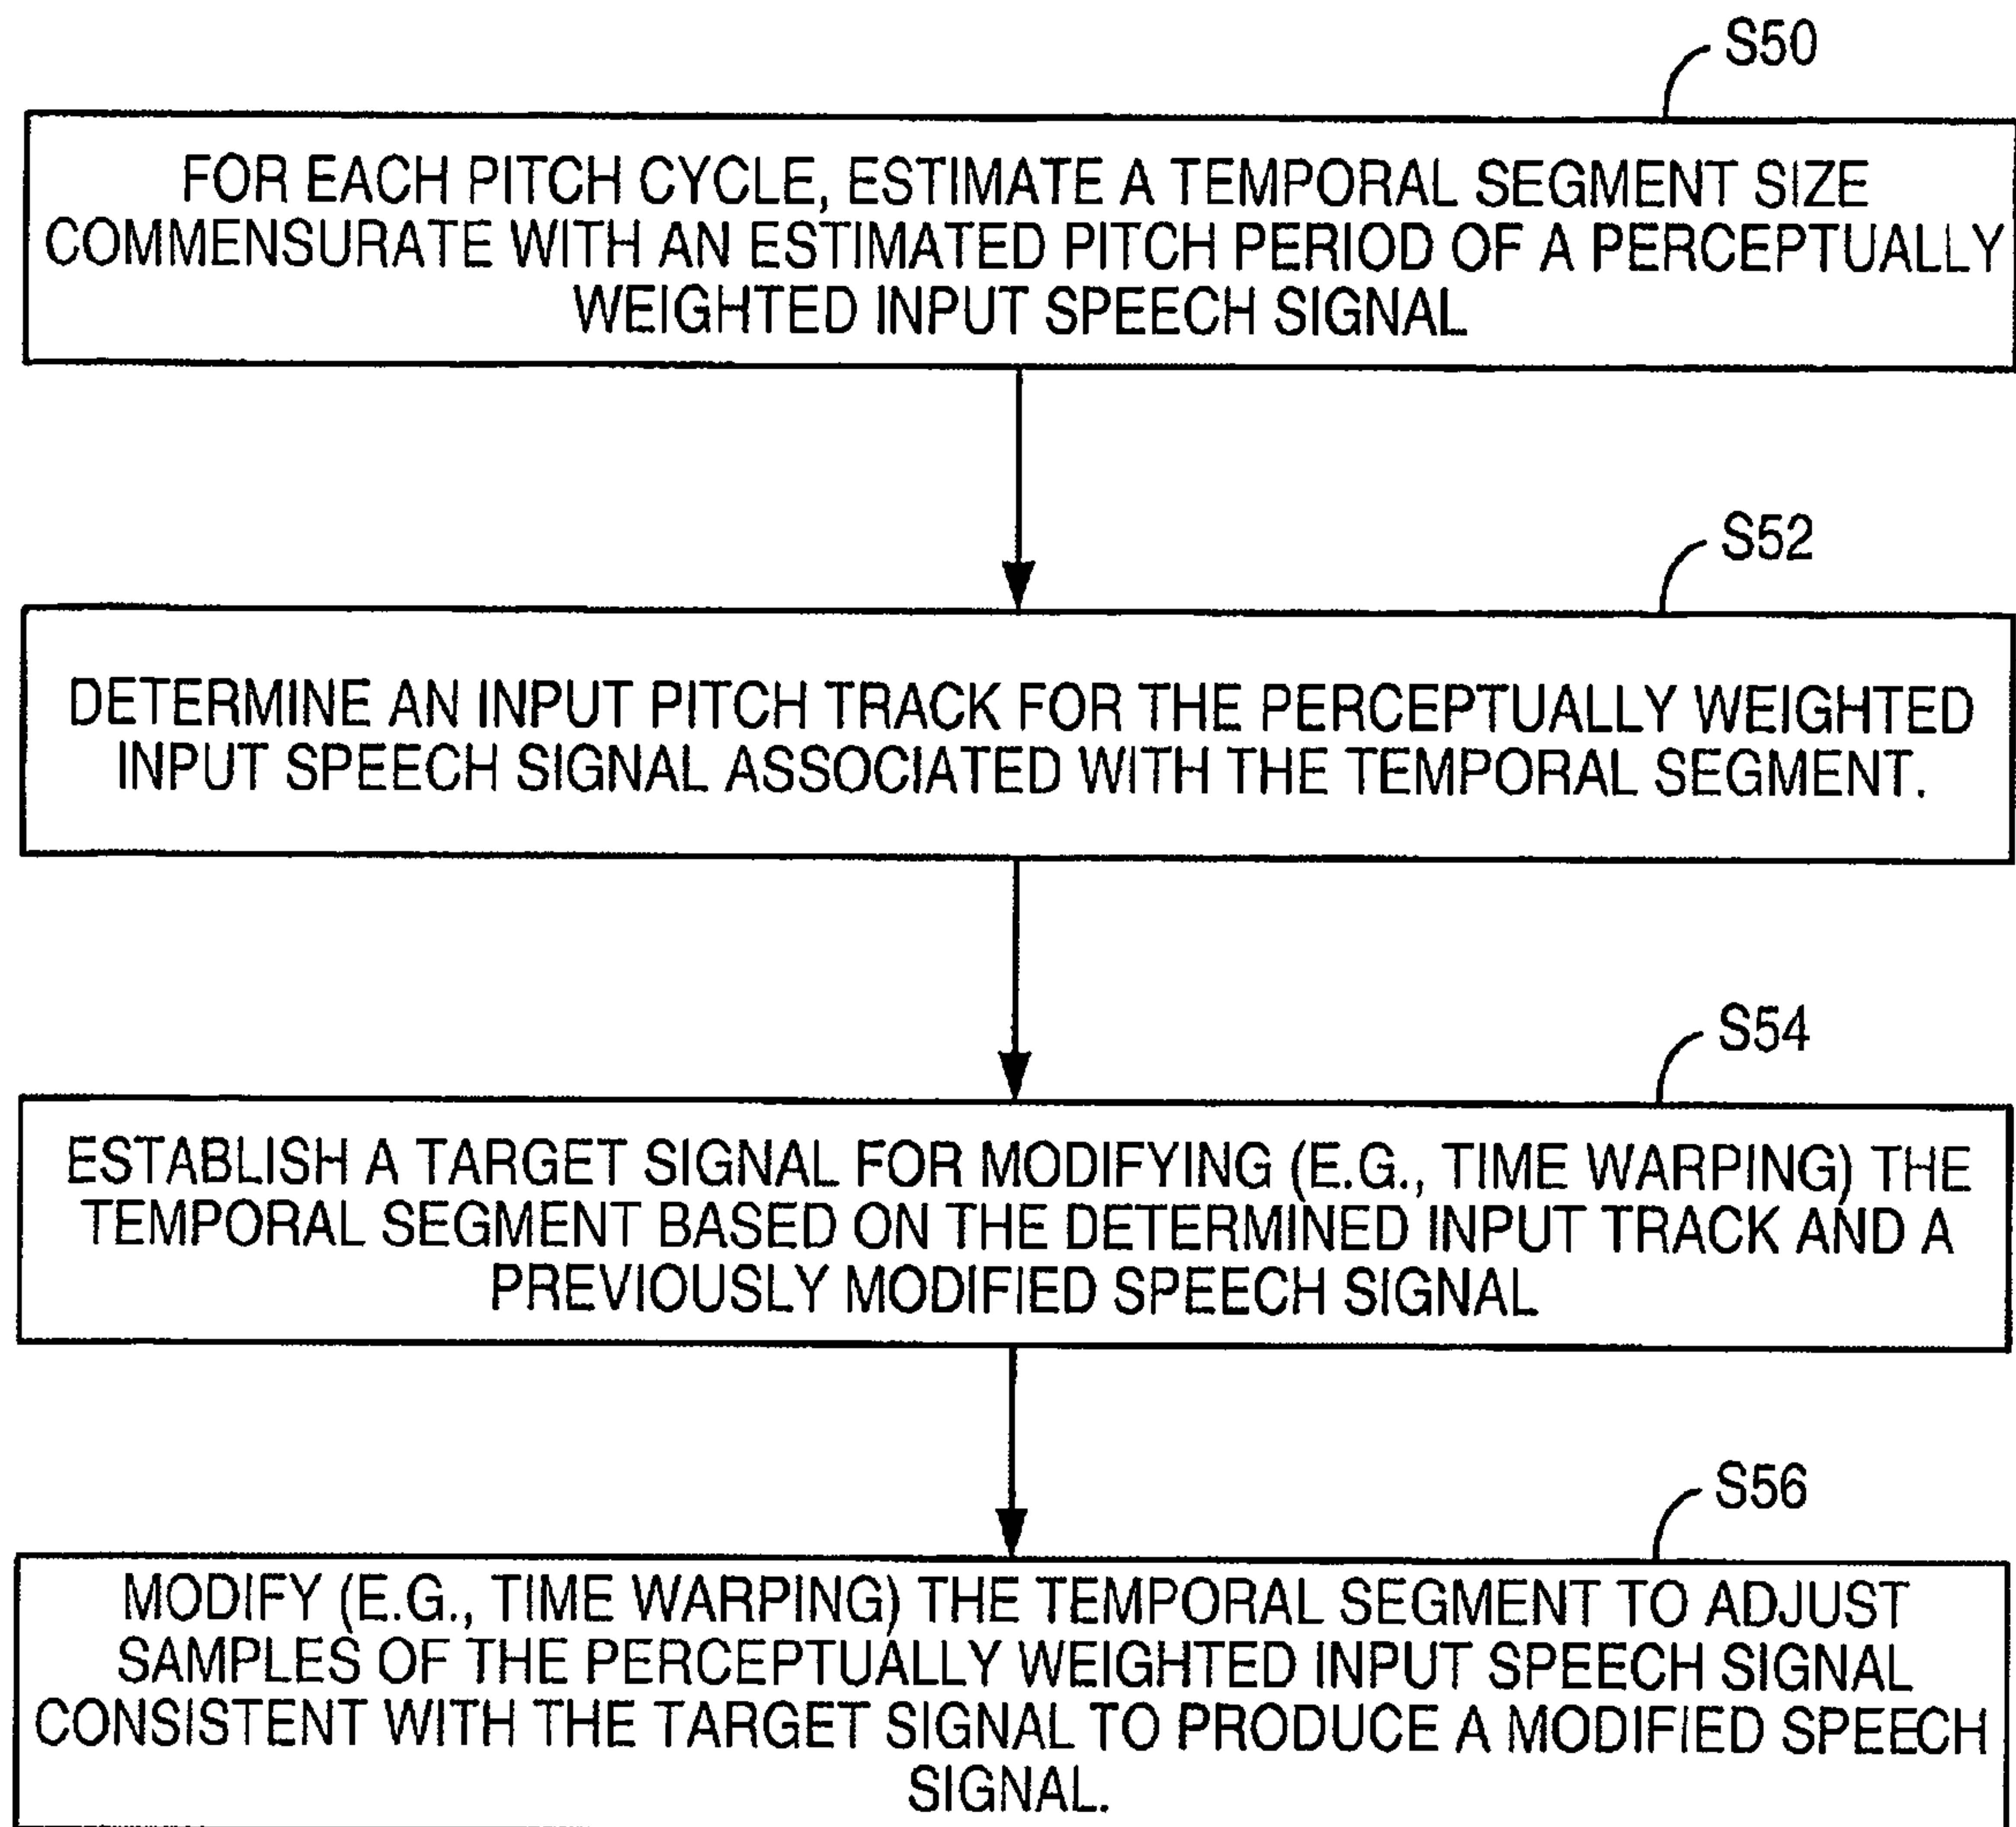 S50
FOR EACH PITCH CYCLE, ESTIMATE A TEMPORAL SEGMENT SIZE
COMMENSURATE WITH AN ESTIMATED PITCH PERIOD OF A PERCEPTUALLY
WEIGHTED INPUT SPEECH SIGNAL
S52
DETERMINE AN INPUT PITCH TRACK FOR THE PERCEPTUALLY WEIGHTED
INPUT SPEECH SIGNAL ASSOCIATED WITH THE TEMPORAL SEGMENT.
S54
ESTABLISH A TARGET SIGNAL FOR MODIFYING (E.G., TIME WARPING) THE
TEMPORAL SEGMENT BASED ON THE DETERMINED INPUT TRACK AND A
PREVIOUSLY MODIFIED SPEECH SIGNAL
S56
MODIFY (E.G., TIME WARPING) THE TEMPORAL SEGMENT TO ADJUST
SAMPLES OF THE PERCEPTUALLY WEIGHTED INPUT SPEECH SIGNAL
CONSISTENT WITH THE TARGET SIGNAL TO PRODUCE A MODIFIED SPEECH
SIGNAL.